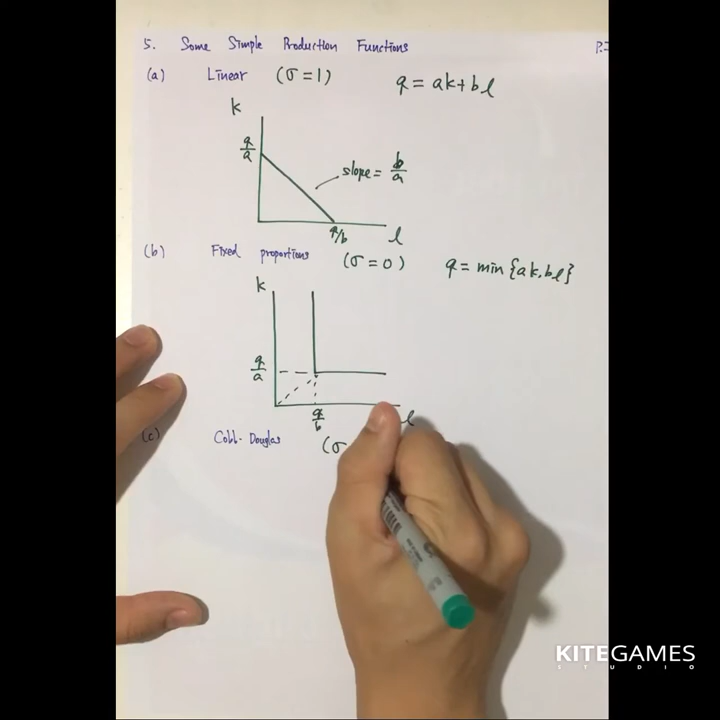 5. Some Simple Production Functions
(a) Linear (σ=1) q = ak+bl
k
q/a
slope = b/a
q/b l
(b) Fixed proportions (σ=0) q = min{ak,bl}
k
q/a
q/b l
(c) Cobb-Douglas (σ
KITEGAMES
STUDIO